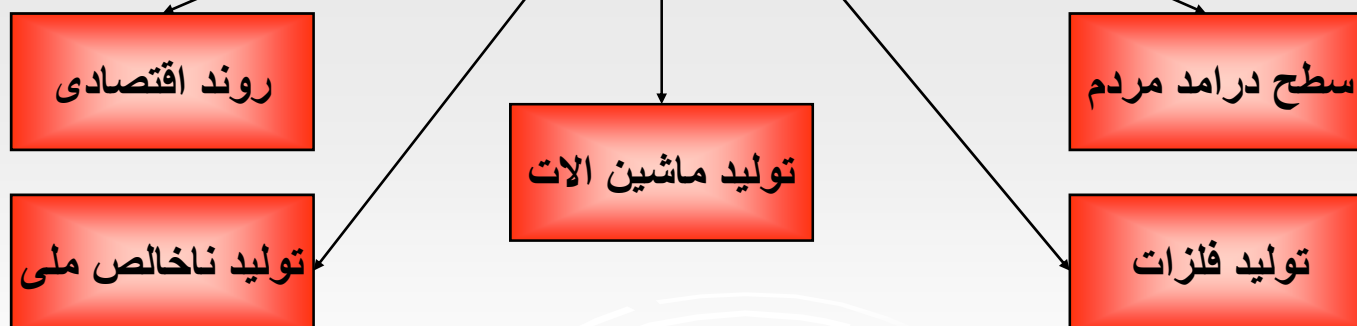 سطح درامد مردم
روند اقتصادی
تولید ماشین الات
تولید فلزات
تولید ناخالص ملی